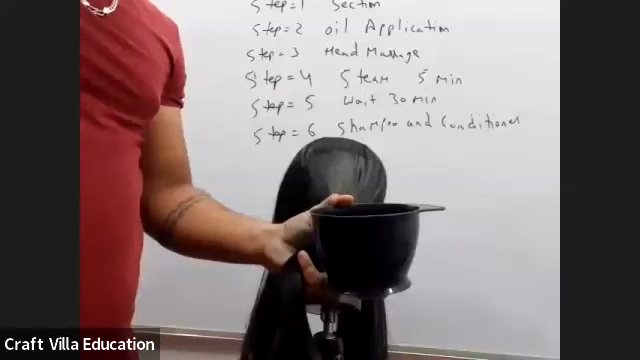 Step = 1 Section
Step = 2 oil Application
Step = 3 Head Massage
Step = 4 Steam 5 min
Step = 5 Wait 30 min
Step = 6 Shampoo and Conditioner
Craft Villa Education